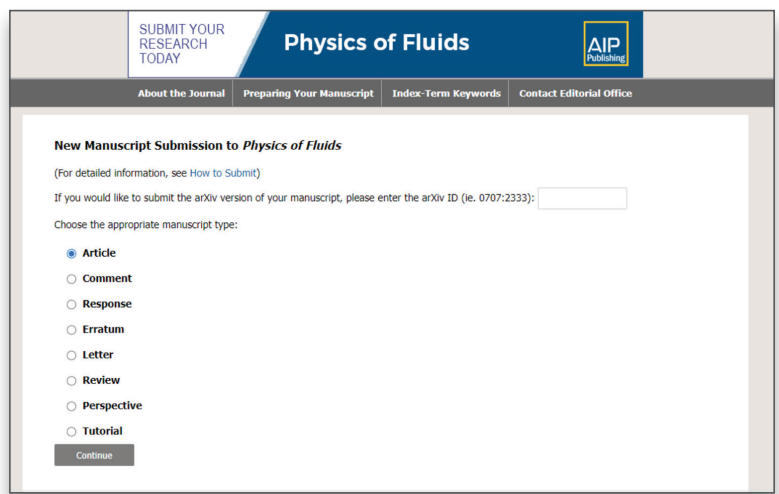 SUBMIT YOUR
RESEARCH
TODAY
Physics of Fluids
AIP
Publishing
About the Journal
Preparing Your Manuscript
Index-Term Keywords
Contact Editorial Office
New Manuscript Submission to Physics of Fluids
(For detailed information, see How to Submit)
If you would like to submit the arXiv version of your manuscript, please enter the arXiv ID (ie. 0707:2333):
Choose the appropriate manuscript type:
Article
Comment
Response
Erratum
Letter
Review
Perspective
Tutorial
Continue